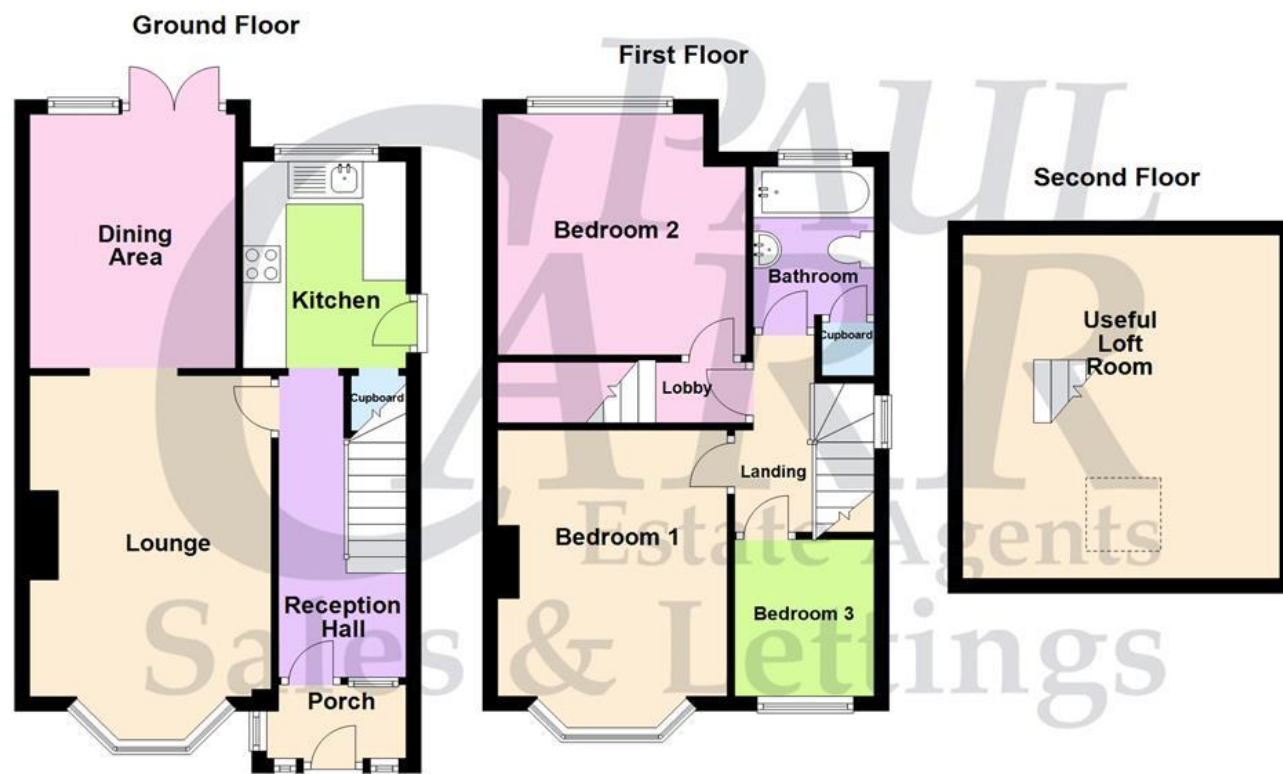 Ground Floor
First Floor
Second Floor
PAUL
CARR
Estate Agents
Sales & Lettings
Dining
Area
Kitchen
Cupboard
Lounge
Reception
Hall
Porch
Bedroom 2
Bathroom
Cupboard
Lobby
Landing
Bedroom 1
Bedroom 3
Useful
Loft
Room